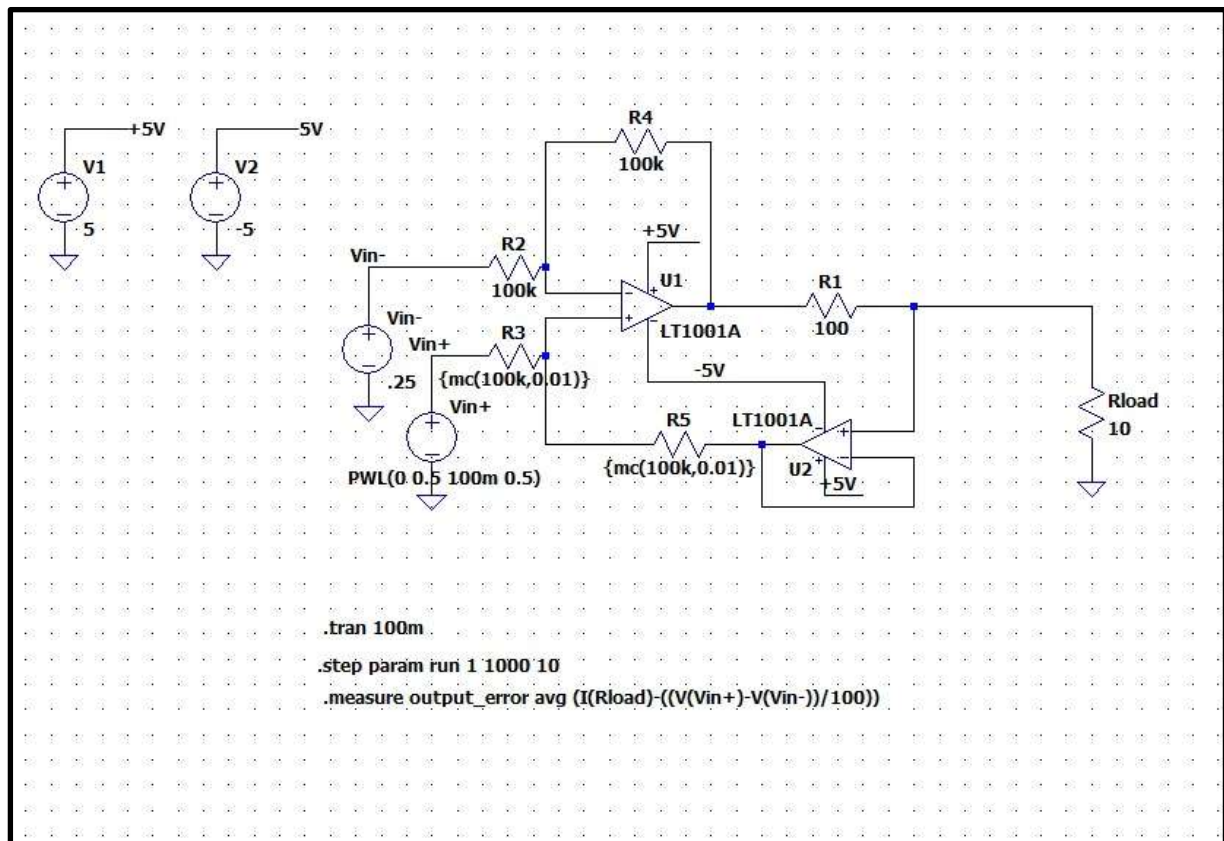 +5V
-5V
V1
5
V2
-5
R4
100k
+5V
Vin-
R2
100k
U1
LT1001A
R1
100
Vin-
.25
Vin+
R3
{mc(100k,0.01)}
-5V
Vin+
PWL(0 0.5 100m 0.5)
R5
{mc(100k,0.01)}
LT1001A
U2
+5V
Rload
10
.tran 100m
.step param run 1 1000 10
.measure output_error avg (I(Rload)-((V(Vin+)-V(Vin-))/100))